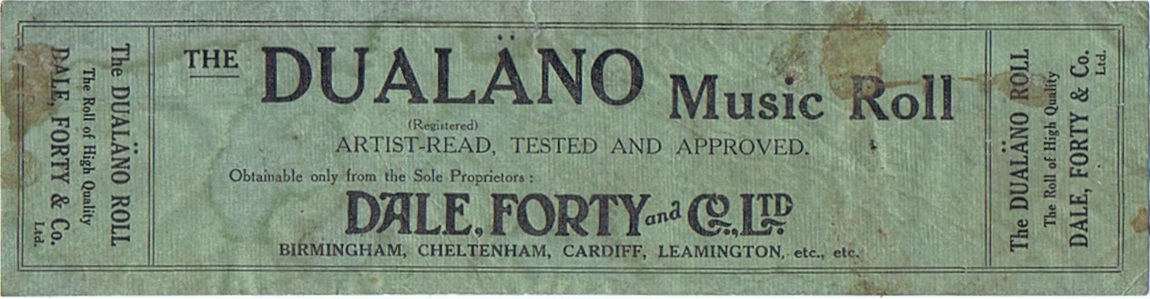 The DUALÄNO ROLL
The Roll of High Quality
DALE, FORTY & Co.
Ltd.
THE DUALÄNO Music Roll
(Registered)
ARTIST-READ, TESTED AND APPROVED.
Obtainable only from the Sole Proprietors :
DALE, FORTY and Co., LTD
BIRMINGHAM, CHELTENHAM, CARDIFF, LEAMINGTON, etc., etc.
The DUALÄNO ROLL
The Roll of High Quality
DALE, FORTY & Co.
Ltd.